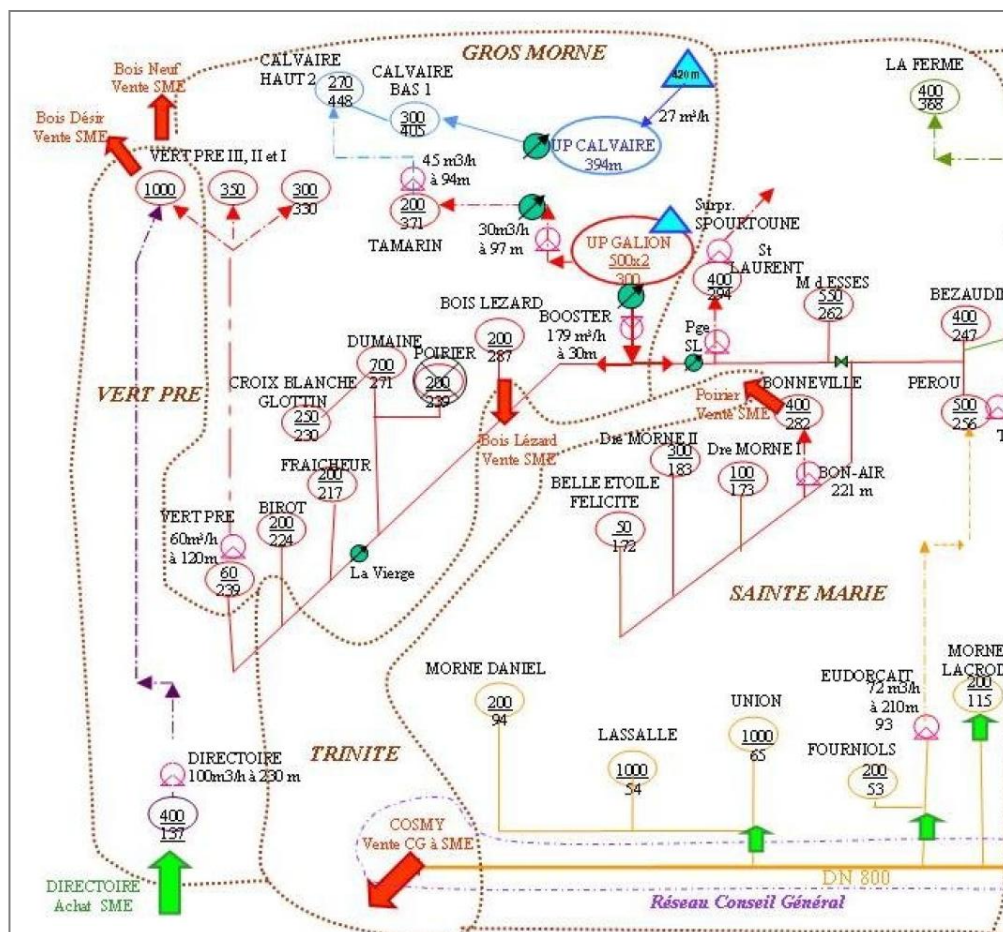 GROS MORNE
Bois Neuf
Vente SME
CALVAIRE
HAUT 2
270
448
CALVAIRE
BAS 1
300
405
420 m
27 m³/h
UP CALVAIRE
394m
LA FERME
400
368
Bois Désir
Vente SME
VERT PRE III, II et I
1000
350
300
330
45 m3/h
à 94m
200
371
TAMARIN
30m3/h
à 97 m
UP GALION
500x2
300
Surpr.
SPOURTOUNE
St
LAURENT
400
294
M d ESSES
550
262
BEZAUDIN
400
247
BOIS LEZARD
200
287
BOOSTER
179 m³/h
à 30m
Pge
SL
DUMAINE
700
271
POIRIER
200
239
VERT PRE
CROIX BLANCHE
GLOTTIN
250
230
Bois Lézard
Vente SME
Poirier
Vente SME
BONNEVILLE
400
282
PEROU
500
256
T
FRAICHEUR
200
217
Dre MORNE II
300
183
Dre MORNE I
100
173
BON-AIR
221 m
BIROT
200
224
BELLE ETOILE
FELICITE
50
172
VERT PRE
60m³/h
à 120m
60
239
La Vierge
SAINTE MARIE
MORNE DANIEL
200
94
UNION
1000
65
EUDORÇAIT
72 m3/h
à 210m
93
MORNE
LACROIX
200
115
LASSALLE
1000
54
FOURNIOLS
200
53
TRINITE
DIRECTOIRE
100m3/h à 230 m
400
137
COSMY
Vente CG à SME
DN 800
DIRECTOIRE
Achat SME
Réseau Conseil Général